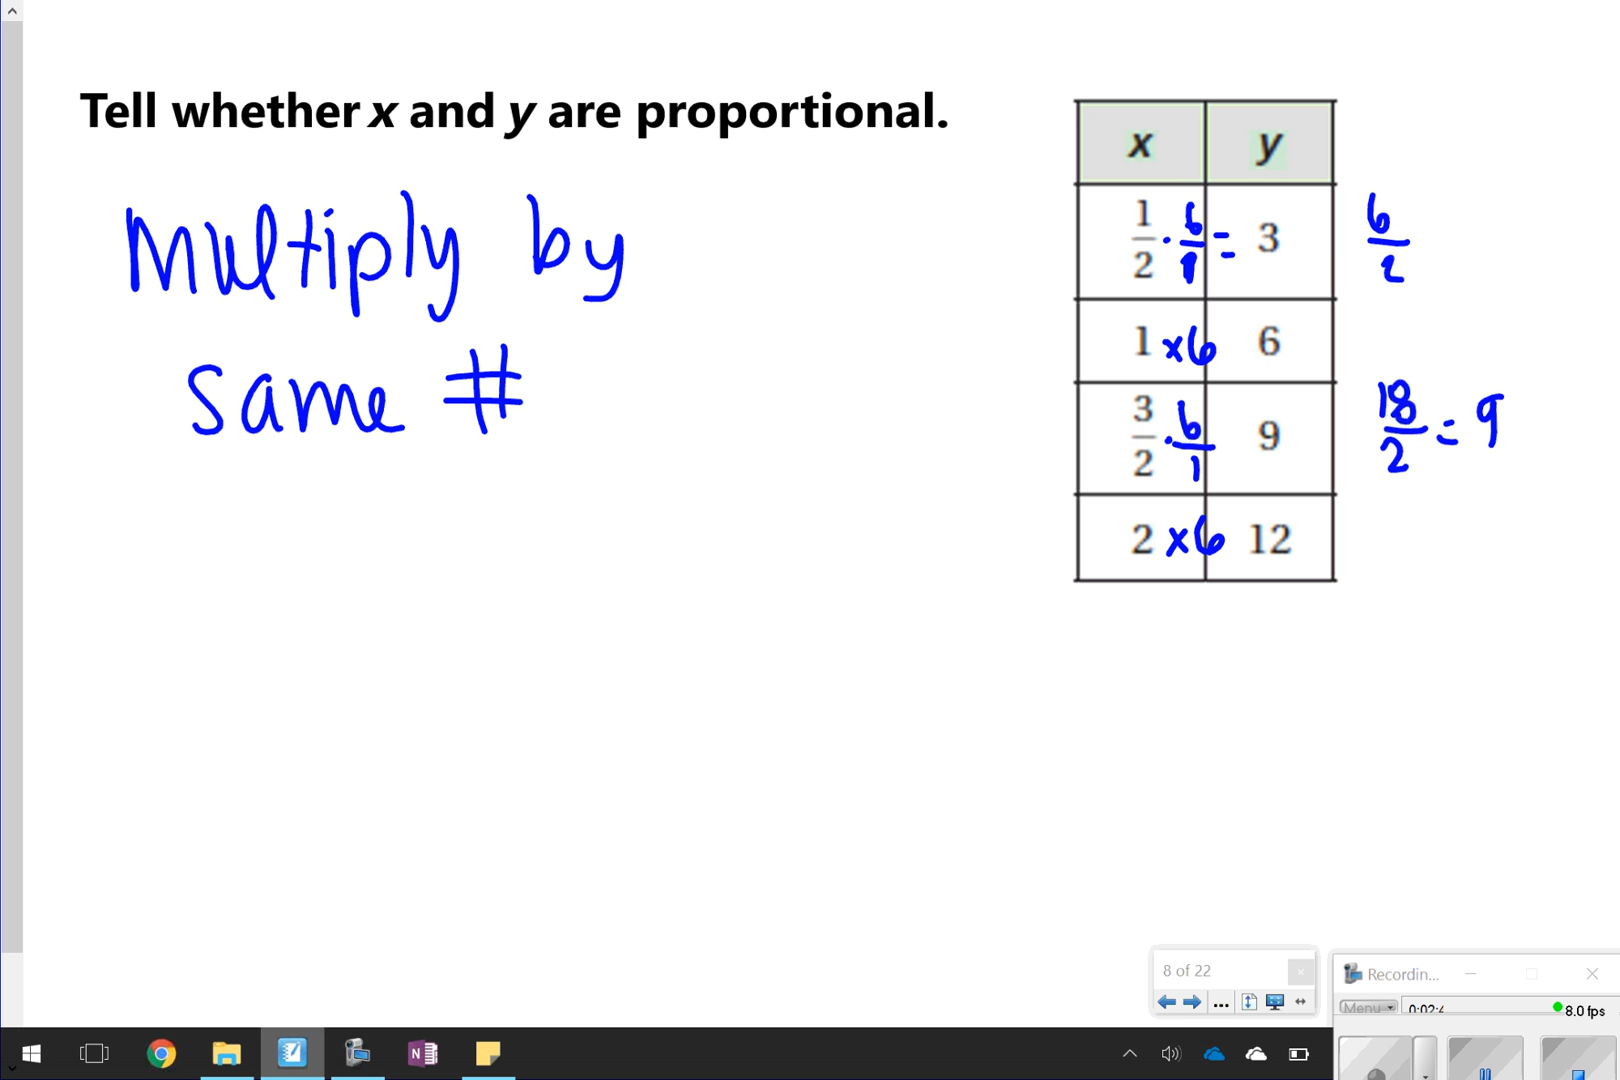 Tell whether x and y are proportional.
Multiply by
same #
x y
1/2 · 6/1 = 3 6/2
1 x6 6
3/2 · 6/1 9 18/2 = 9
2 x6 12
8 of 22
...
Recordin...
Menu
8.0 fps
N